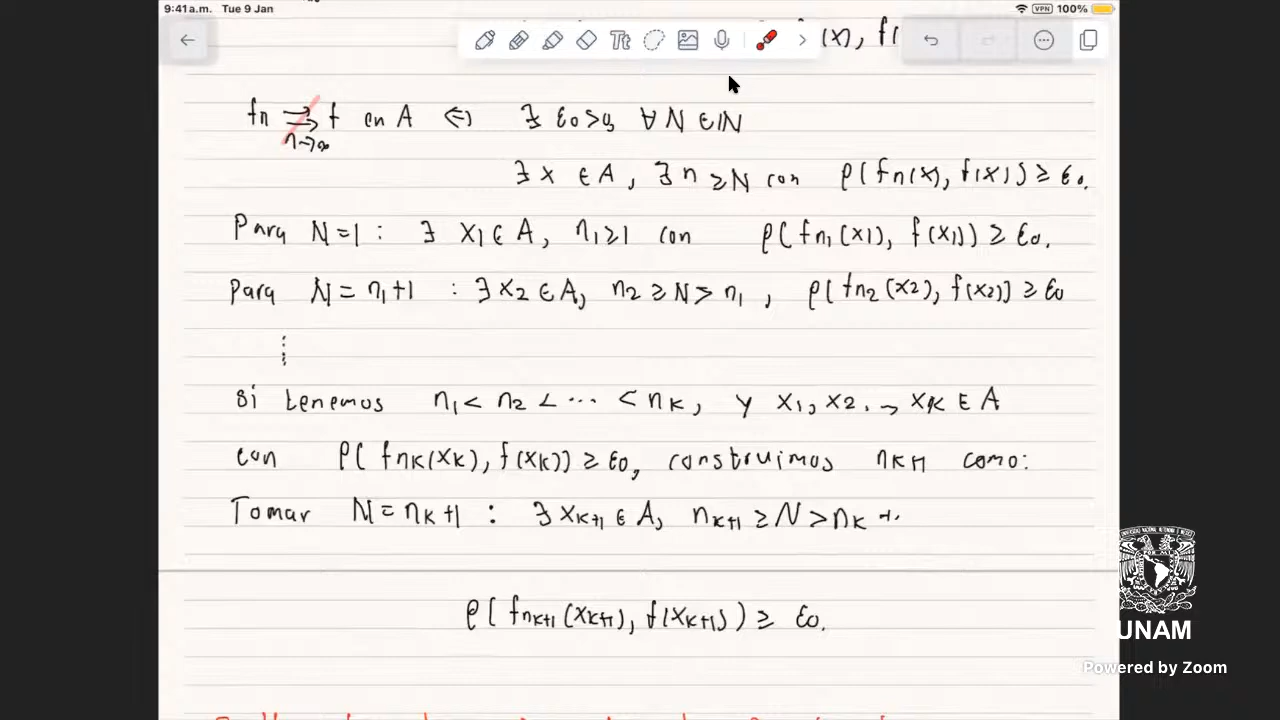 9:41 a.m. Tue 9 Jan VPN 100%
(x), f(
fn ⇉ f en A ⇔ ∃ ε0>0, ∀ N ∈ ℕ
n→∞
∃ x ∈ A, ∃ n ≥ N con ρ(fn(x), f(x)) ≥ ε0.
Para N=1: ∃ x1 ∈ A, n1≥1 con ρ(fn1(x1), f(x1)) ≥ ε0.
Para N = n1+1 : ∃ x2 ∈ A, n2 ≥ N > n1, ρ(fn2(x2), f(x2)) ≥ ε0
⋮
Si tenemos n1 < n2 < ... < nk, y x1, x2, ..., xk ∈ A
con ρ(fnk(xk), f(xk)) ≥ ε0, construimos nk+1 como:
Tomar N = nk+1 : ∃ xk+1 ∈ A, nk+1 ≥ N > nk
ρ(fnk+1(xk+1), f(xk+1)) ≥ ε0.
UNAM
Powered by Zoom